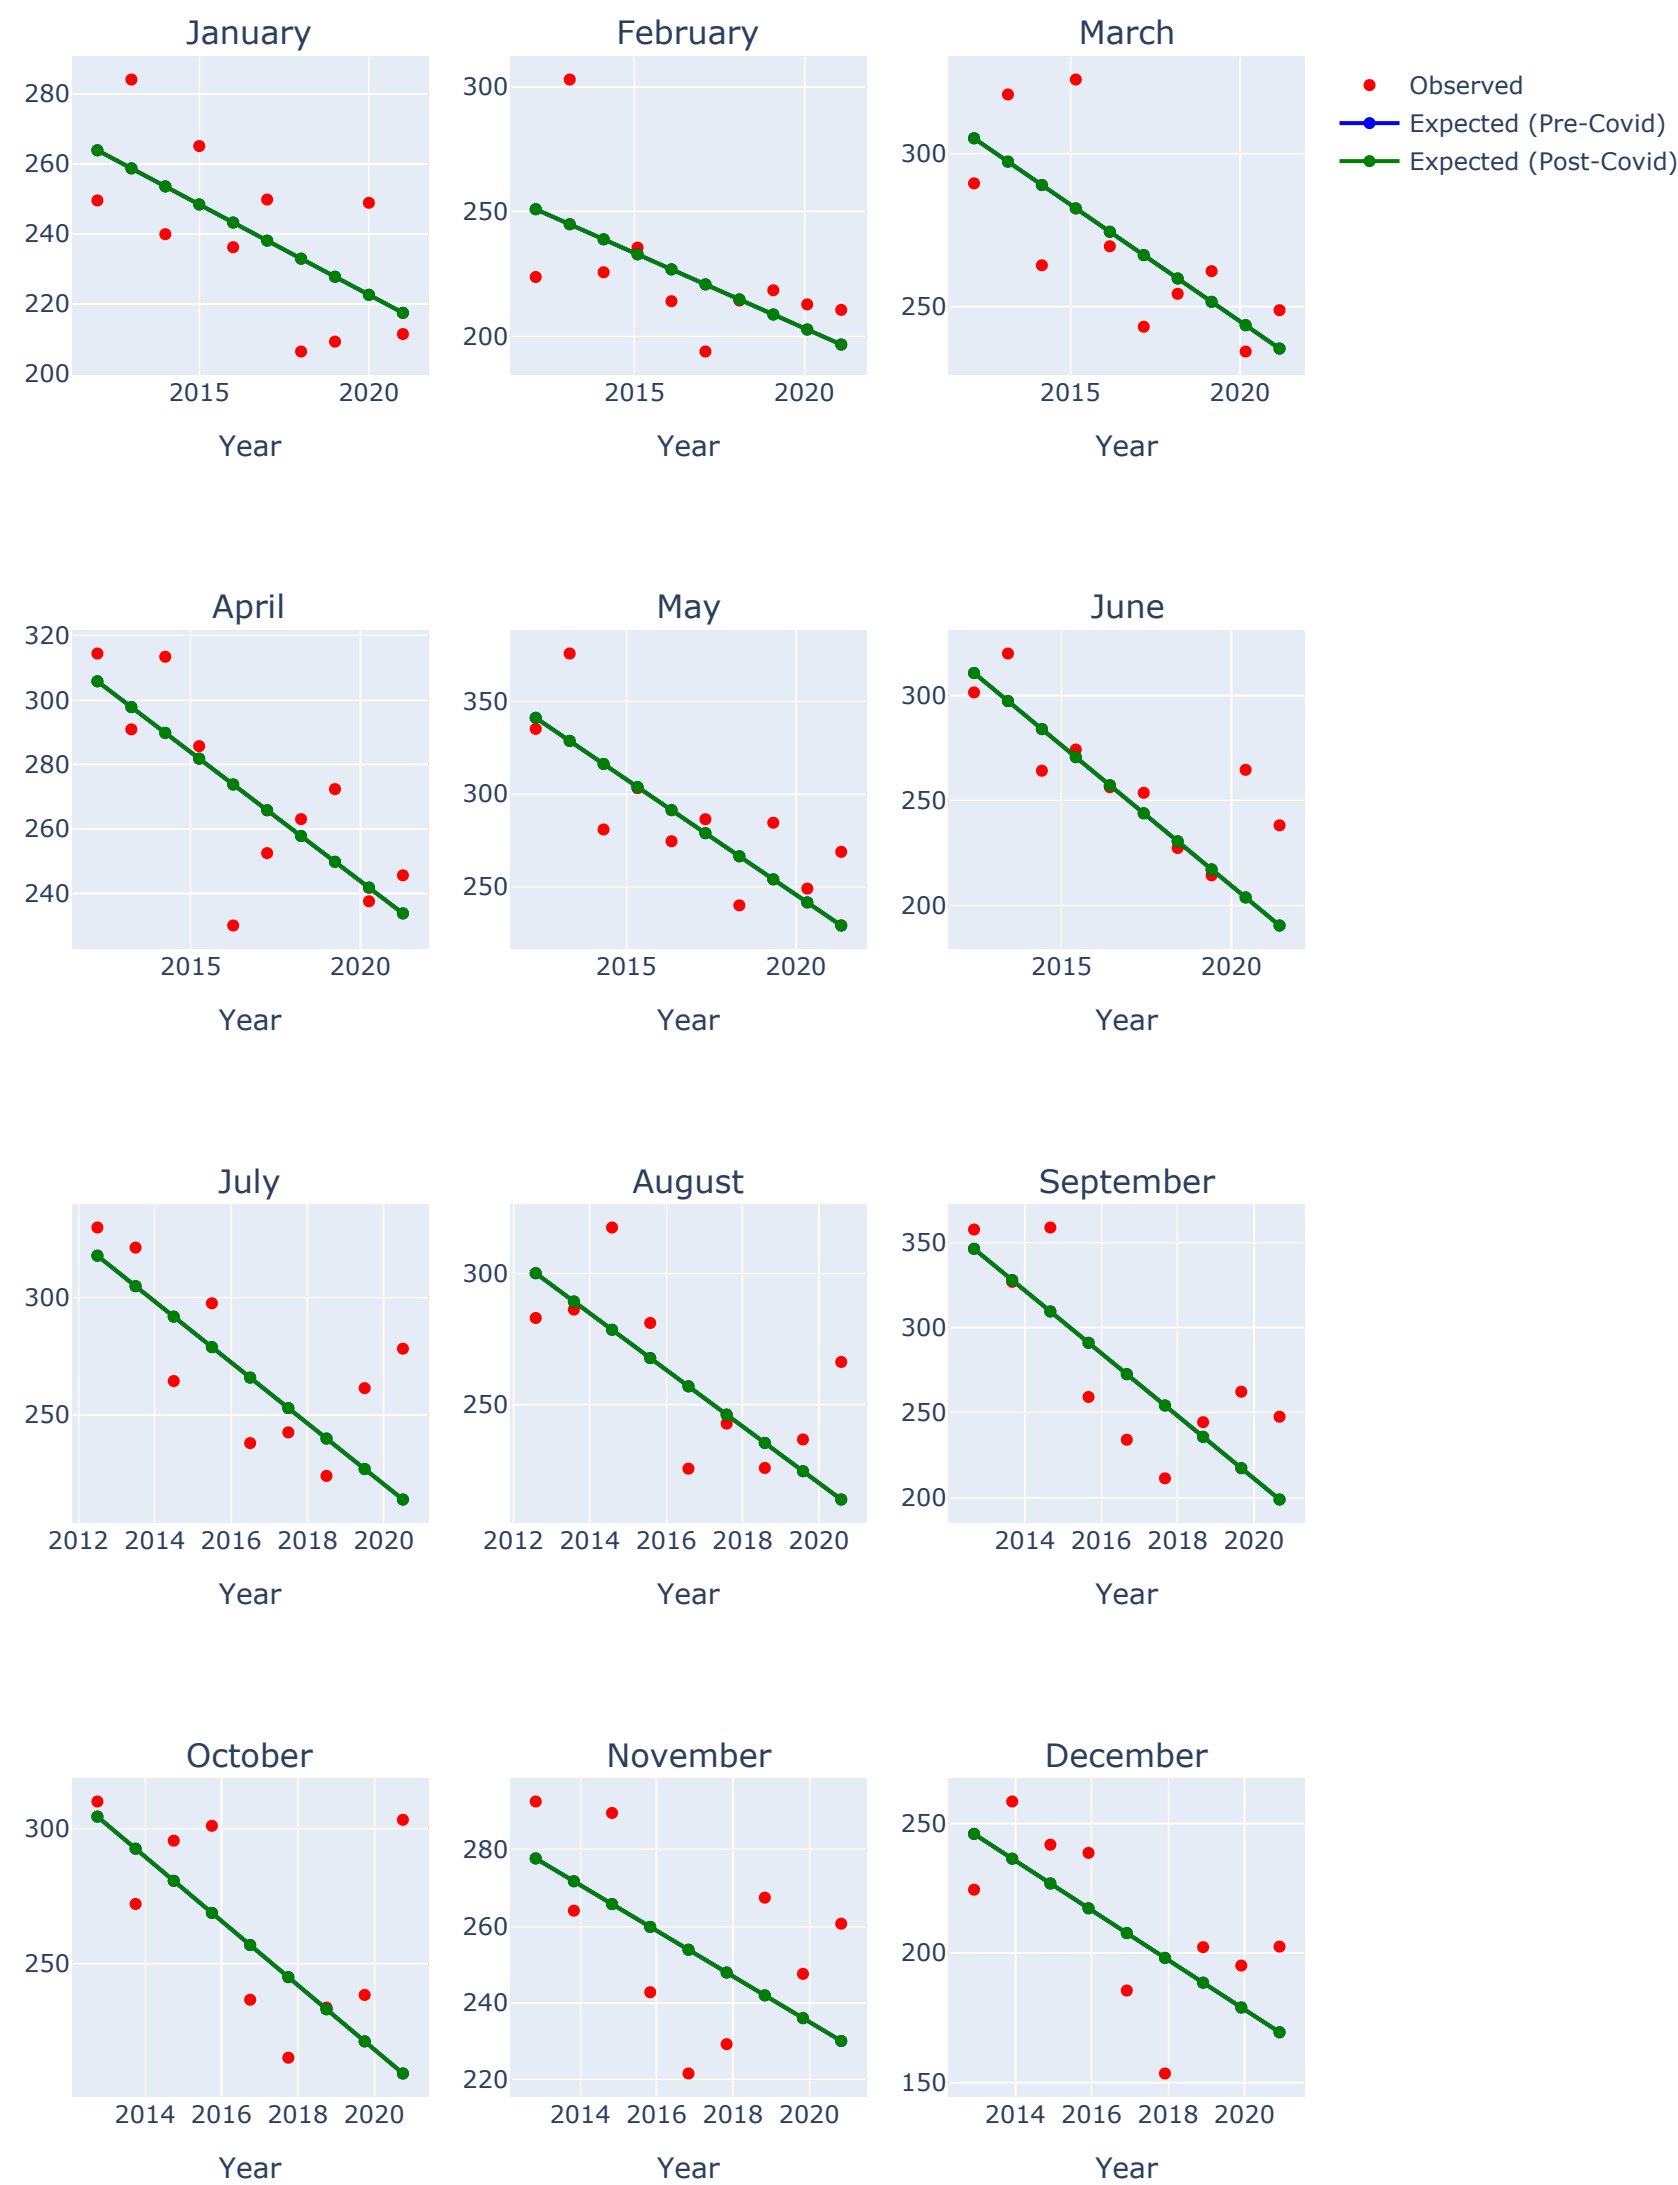 January
February
March
Observed
Expected (Pre-Covid)
Expected (Post-Covid)
280
260
240
220
200
2015
2020
Year
300
250
200
2015
2020
Year
300
250
2015
2020
Year
April
May
June
320
300
280
260
240
2015
2020
Year
350
300
250
2015
2020
Year
300
250
200
2015
2020
Year
July
August
September
300
250
2012 2014 2016 2018 2020
Year
300
250
2012 2014 2016 2018 2020
Year
350
300
250
200
2014 2016 2018 2020
Year
October
November
December
300
250
2014 2016 2018 2020
Year
280
260
240
220
2014 2016 2018 2020
Year
250
200
150
2014 2016 2018 2020
Year